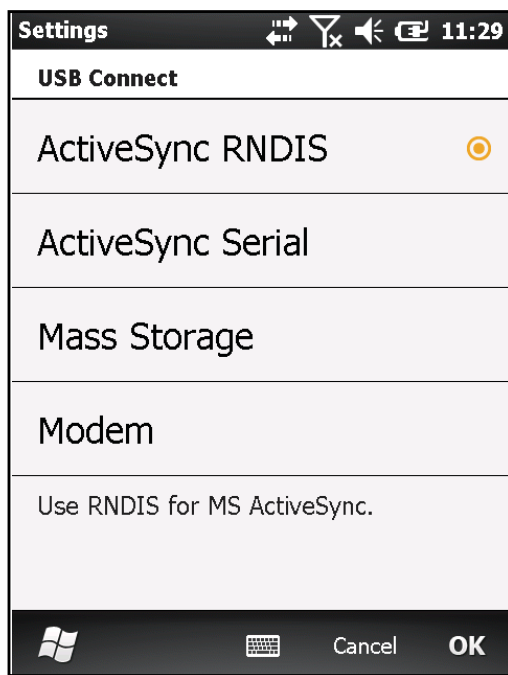 Settings 11:29
USB Connect
ActiveSync RNDIS
ActiveSync Serial
Mass Storage
Modem
Use RNDIS for MS ActiveSync.
Cancel OK